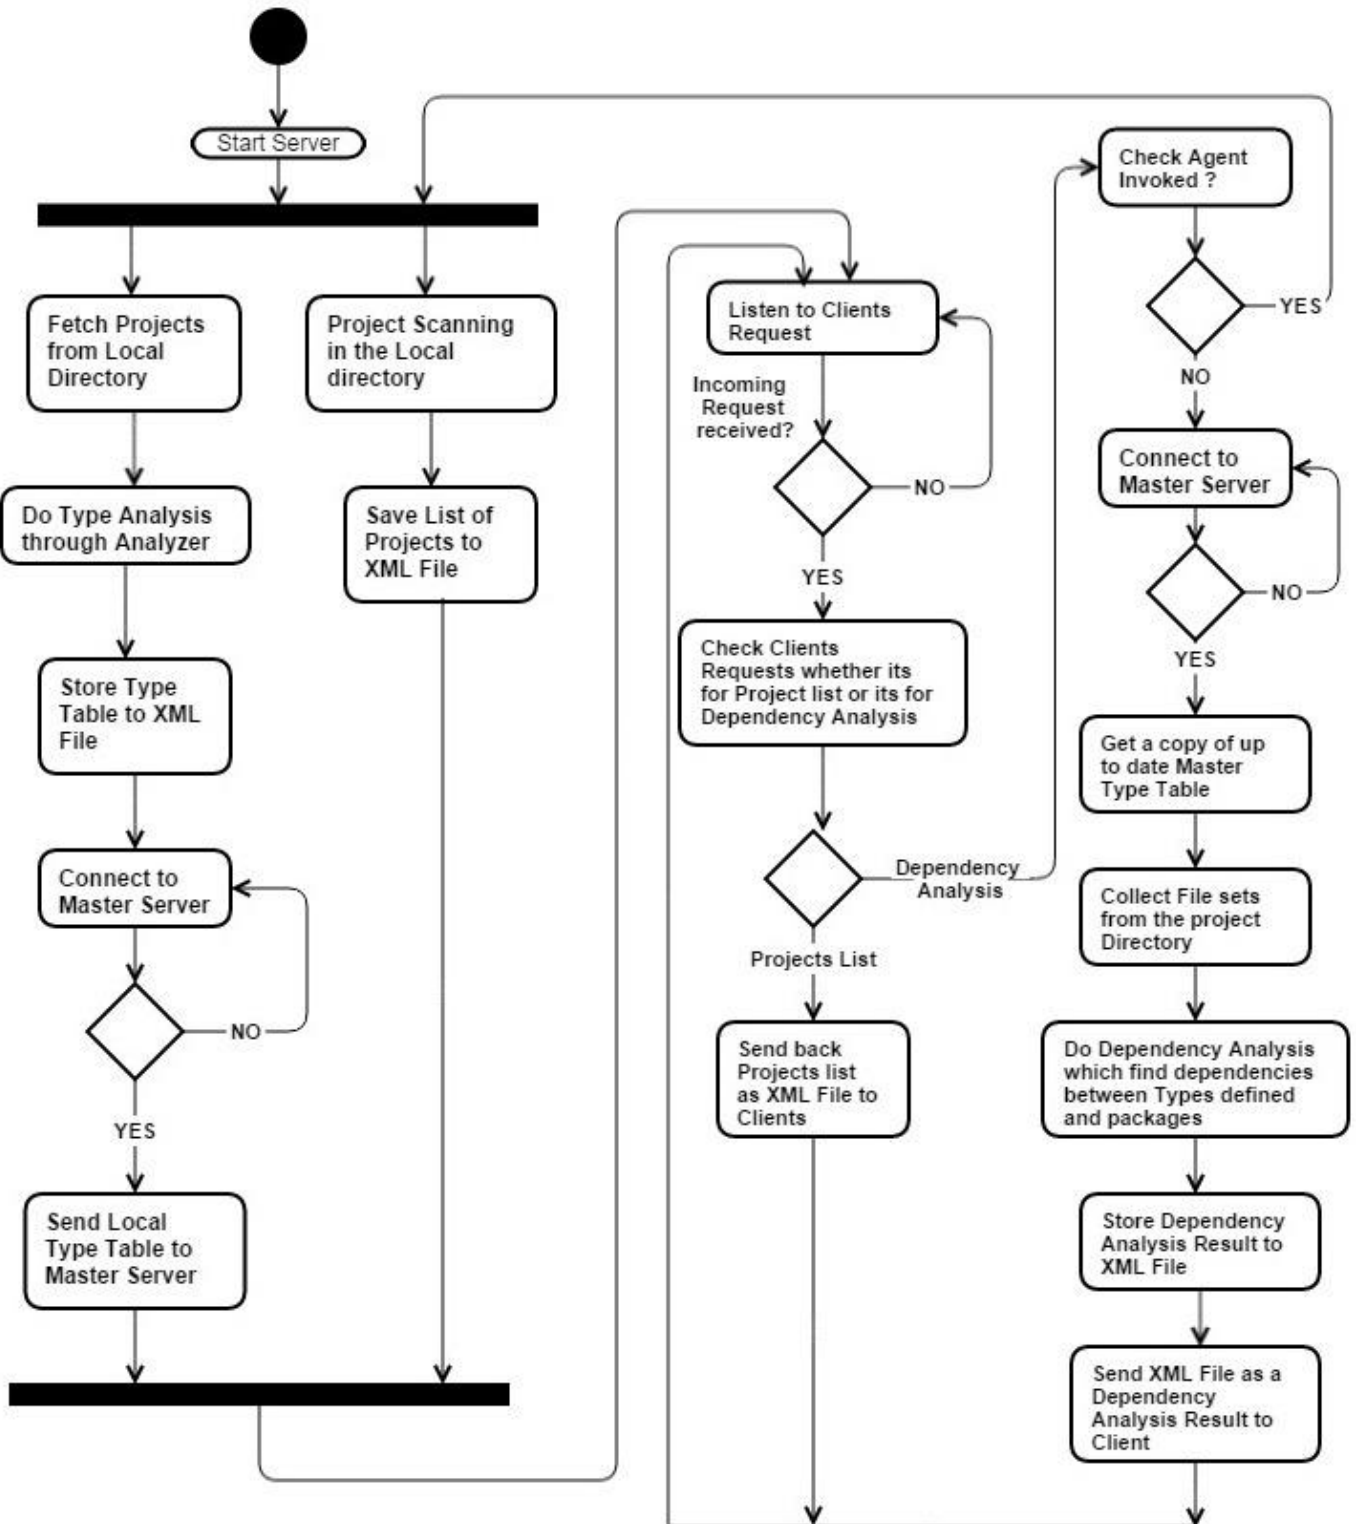 Start Server
Fetch Projects
from Local
Directory
Project Scanning
in the Local
directory
Do Type Analysis
through Analyzer
Save List of
Projects to
XML File
Store Type
Table to XML
File
Connect to
Master Server
NO
YES
Send Local
Type Table to
Master Server
Listen to Clients
Request
Incoming
Request
received?
NO
YES
Check Clients
Requests whether its
for Project list or its for
Dependency Analysis
Dependency
Analysis
Projects List
Send back
Projects list
as XML File to
Clients
Check Agent
Invoked ?
YES
NO
Connect to
Master Server
NO
YES
Get a copy of up
to date Master
Type Table
Collect File sets
from the project
Directory
Do Dependency Analysis
which find dependencies
between Types defined
and packages
Store Dependency
Analysis Result to
XML File
Send XML File as a
Dependency
Analysis Result to
Client